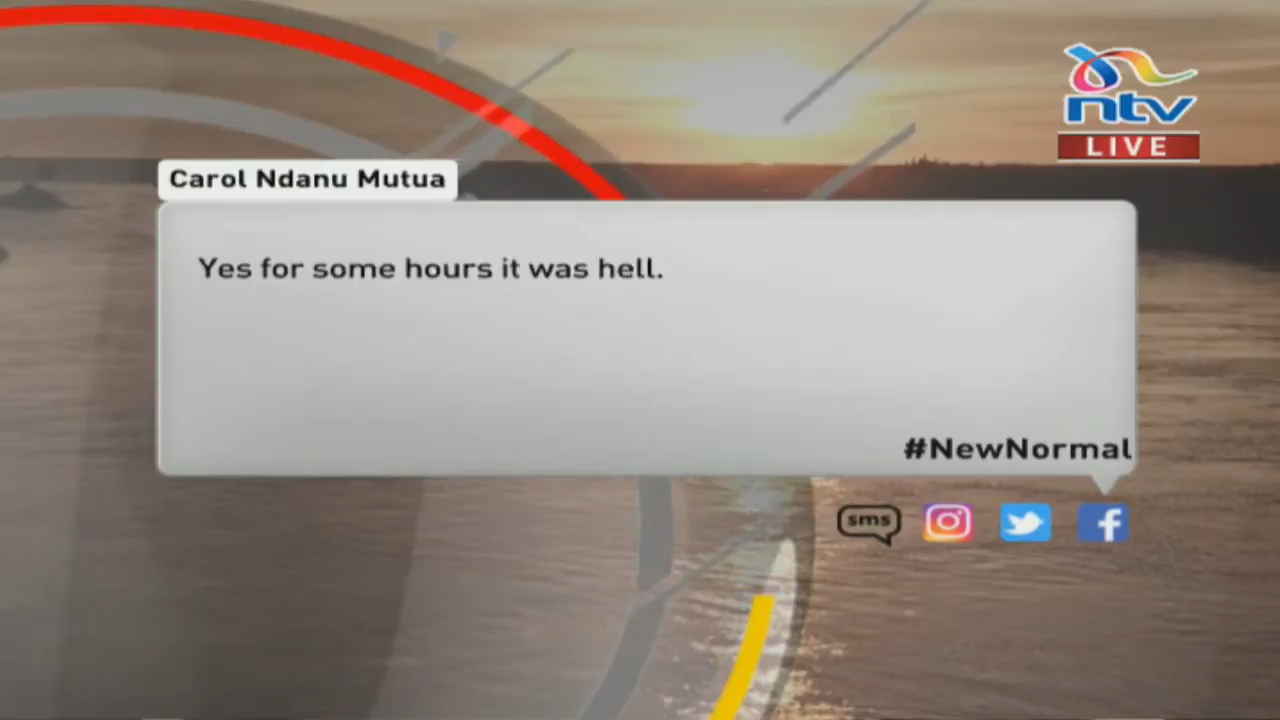 ntv
LIVE
Carol Ndanu Mutua
Yes for some hours it was hell.
#NewNormal
sms